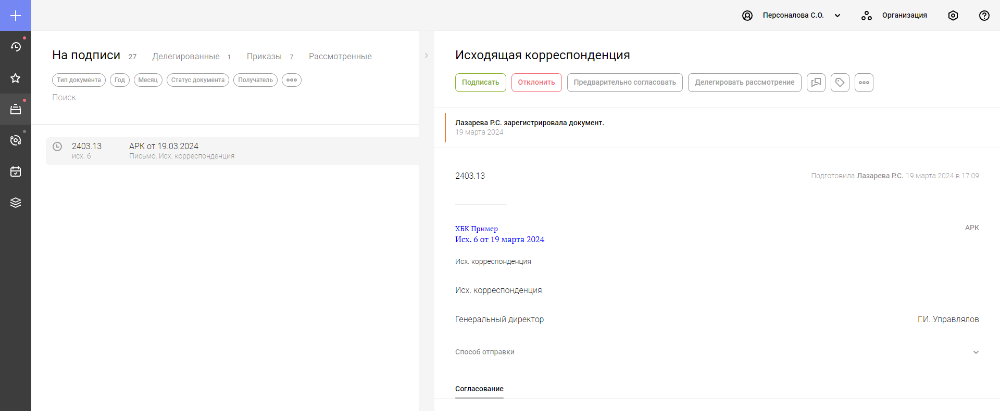 Персоналова С.О.
Организация
На подписи 27 Делегированные 1 Приказы 7 Рассмотренные
Тип документа Год Месяц Статус документа Получатель
Поиск
2403.13 АРК от 19.03.2024
исх. 6 Письмо, Исх. корреспонденция
Исходящая корреспонденция
Подписать Отклонить Предварительно согласовать Делегировать рассмотрение
Лазарева Р.С. зарегистрировала документ.
19 марта 2024
2403.13 Подготовила Лазарева Р.С. 19 марта 2024 в 17:09
ХБК Пример АРК
Исх. 6 от 19 марта 2024
Исх. корреспонденция
Исх. корреспонденция
Генеральный директор Г.И. Управлялов
Способ отправки
Согласование